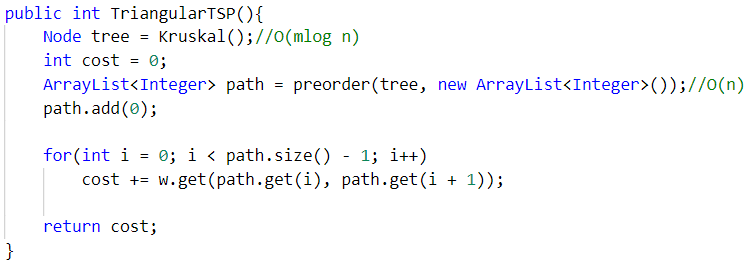 public int TriangularTSP(){
    Node tree = Kruskal();//O(mlog n)
    int cost = 0;
    ArrayList<Integer> path = preorder(tree, new ArrayList<Integer>());//O(n)
    path.add(0);

    for(int i = 0; i < path.size() - 1; i++)
        cost += w.get(path.get(i), path.get(i + 1));

    return cost;
}